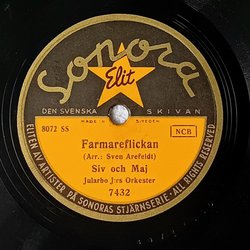 Sonora
Elit
DEN SVENSKA SKIVAN
MADE IN SWEDEN
8072 SS
NCB
Farmareflickan
(Arr.: Sven Arefeldt)
Siv och Maj
Jularbo J:rs Orkester
7432
ELITEN AV ARTISTER PÅ SONORAS STJÄRNSERIE - ALL RIGHTS RESERVED